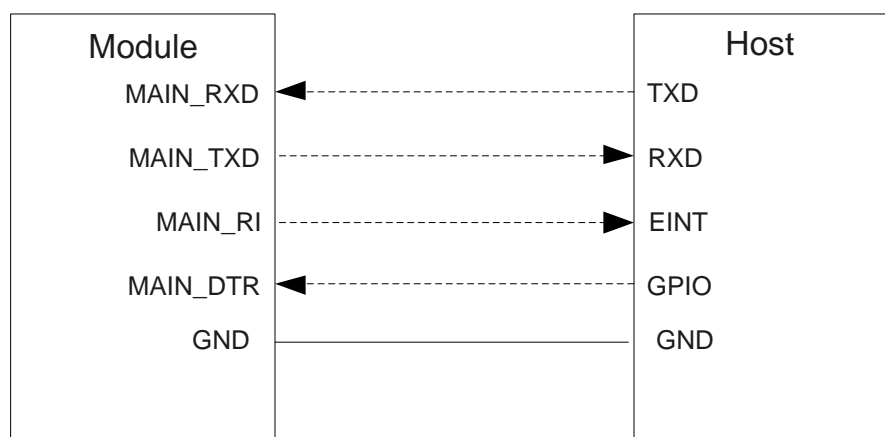 Module
Host
MAIN_RXD
TXD
MAIN_TXD
RXD
MAIN_RI
EINT
MAIN_DTR
GPIO
GND
GND